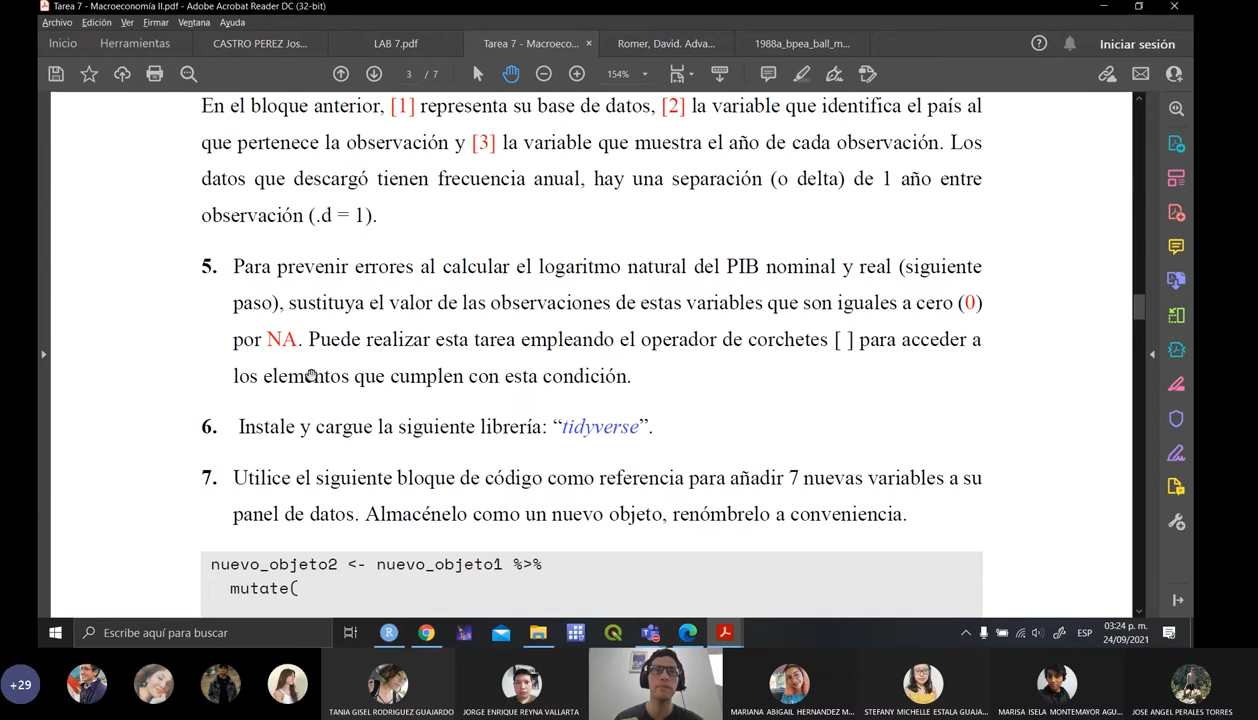 Tarea 7 - Macroeconomía II.pdf - Adobe Acrobat Reader DC (32-bit)
Archivo Edición Ver Firmar Ventana Ayuda
Inicio Herramientas CASTRO PEREZ Jos... LAB 7.pdf Tarea 7 - Macroeco... × Romer, David. Adva... 1988a_bpea_ball_m... Iniciar sesión
3 / 7 154%
En el bloque anterior, [1] representa su base de datos, [2] la variable que identifica el país al
que pertenece la observación y [3] la variable que muestra el año de cada observación. Los
datos que descargó tienen frecuencia anual, hay una separación (o delta) de 1 año entre
observación (.d = 1).
5. Para prevenir errores al calcular el logaritmo natural del PIB nominal y real (siguiente
paso), sustituya el valor de las observaciones de estas variables que son iguales a cero (0)
por NA. Puede realizar esta tarea empleando el operador de corchetes [ ] para acceder a
los elementos que cumplen con esta condición.
6. Instale y cargue la siguiente librería: “tidyverse”.
7. Utilice el siguiente bloque de código como referencia para añadir 7 nuevas variables a su
panel de datos. Almacénelo como un nuevo objeto, renómbrelo a conveniencia.
nuevo_objeto2 <- nuevo_objeto1 %>%
mutate(
Escribe aquí para buscar
ESP
03:24 p. m.
24/09/2021
+29
TANIA GISEL RODRIGUEZ GUAJARDO
JORGE ENRIQUE REYNA VALLARTA
MARIANA ABIGAIL HERNANDEZ M...
STEFANY MICHELLE ESTALA GUAJA...
MARISA ISELA MONTEMAYOR AGU...
JOSE ANGEL PERALES TORRES